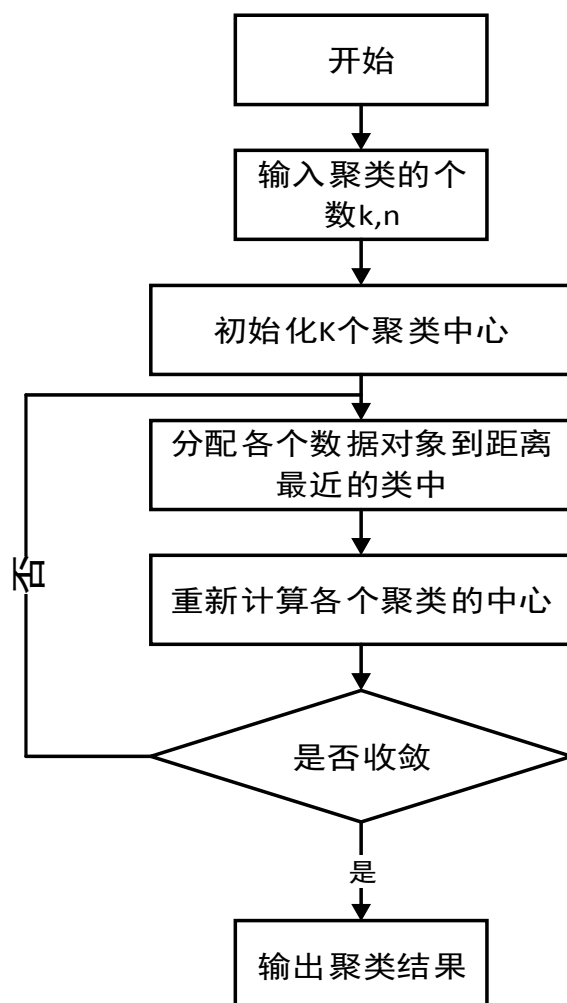 开始
输入聚类的个
数k,n
初始化K个聚类中心
分配各个数据对象到距离
最近的类中
否
重新计算各个聚类的中心
是否收敛
是
输出聚类结果